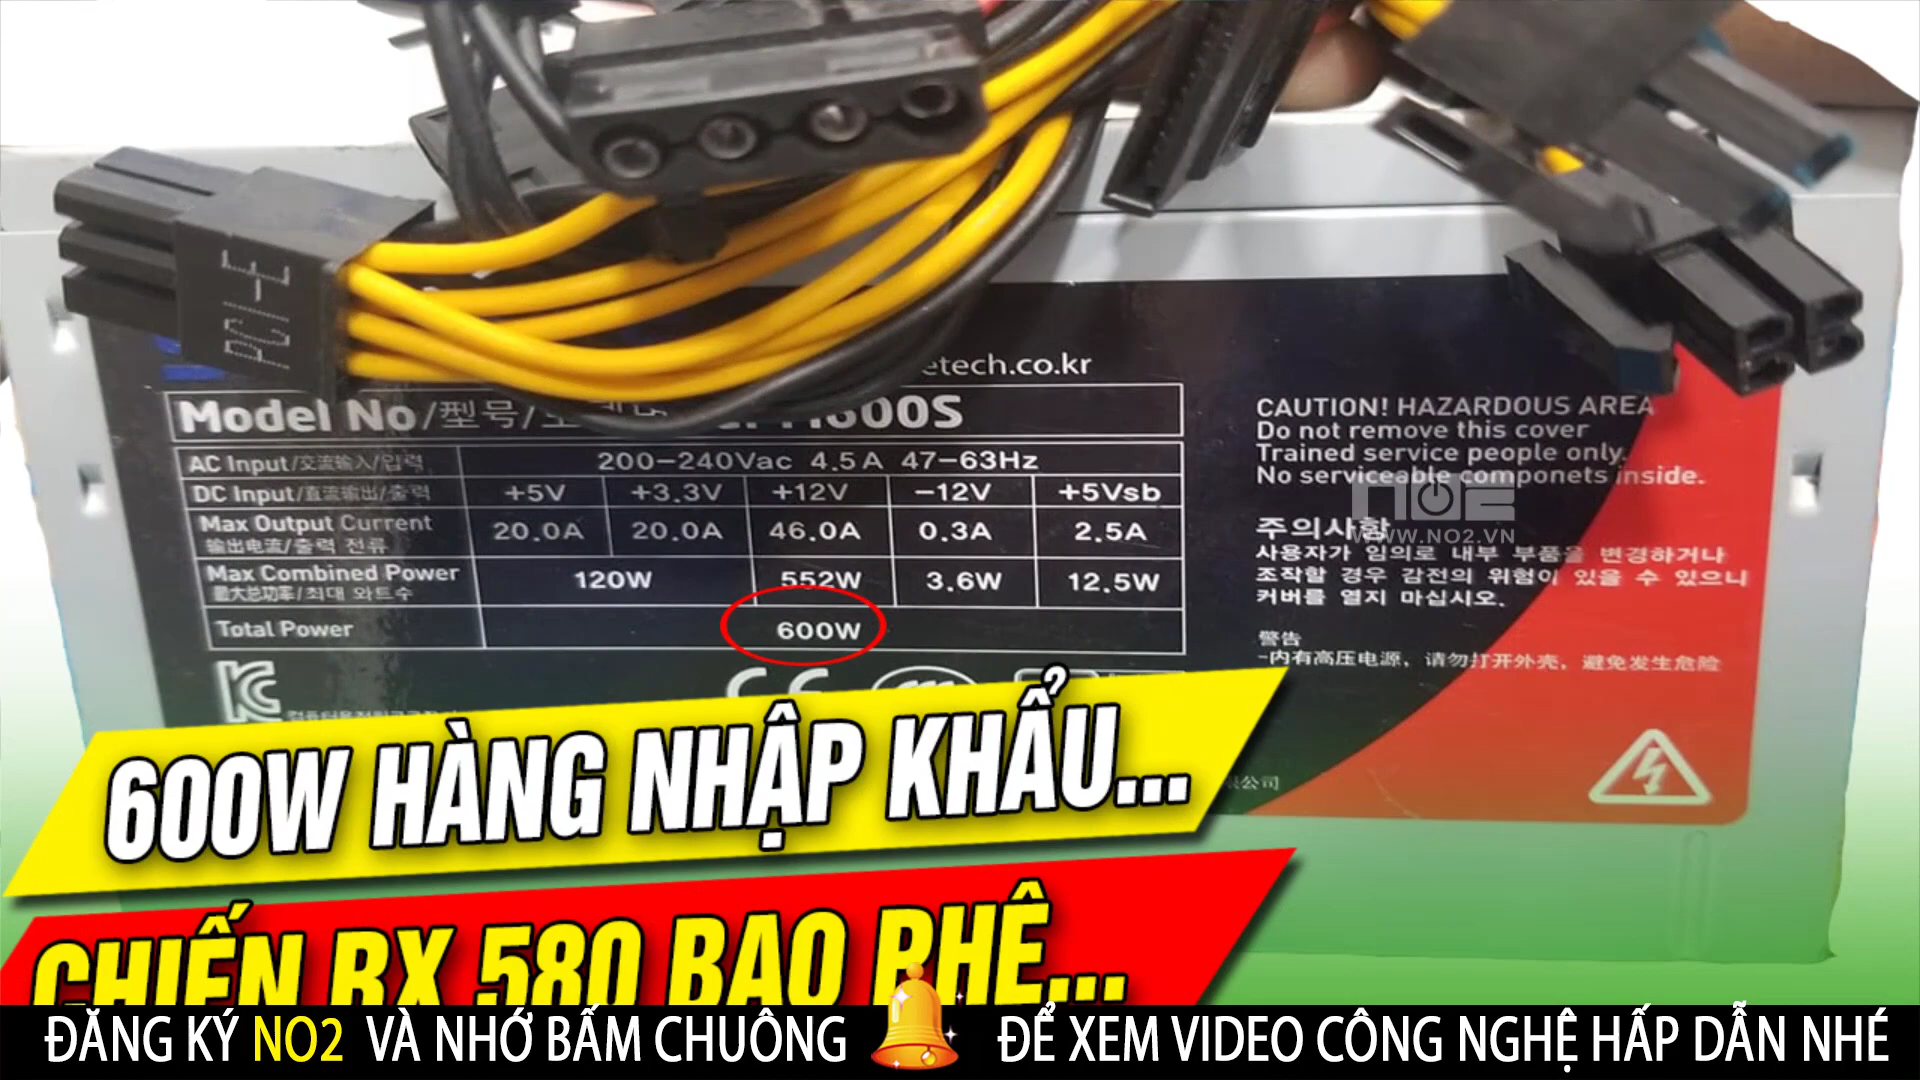 PCI-E
etech.co.kr
Model No/型号/
600S
AC Input/交流输入/입력 200-240Vac 4.5A 47-63Hz
DC Input/直流输出/출력 +5V +3.3V +12V -12V +5Vsb
Max Output Current 20.0A 20.0A 46.0A 0.3A 2.5A
输出电流/출력 전류
Max Combined Power 120W 552W 3.6W 12.5W
最大总功率/최대 와트수
Total Power 600W
CAUTION! HAZARDOUS AREA
Do not remove this cover
Trained service people only.
No serviceable componets inside.
NO2
WWW.NO2.VN
주의사항
사용자가 임의로 내부 부품을 변경하거나
조작할 경우 감전의 위험이 있을 수 있으니
커버를 열지 마십시오.
警告
-内有高压电源，请勿打开外壳，避免发生危险
限公司
600W HÀNG NHẬP KHẨU...
CHIẾN RX 580 BAO PHÊ...
ĐĂNG KÝ NO2 VÀ NHỚ BẤM CHUÔNG ĐỂ XEM VIDEO CÔNG NGHỆ HẤP DẪN NHÉ